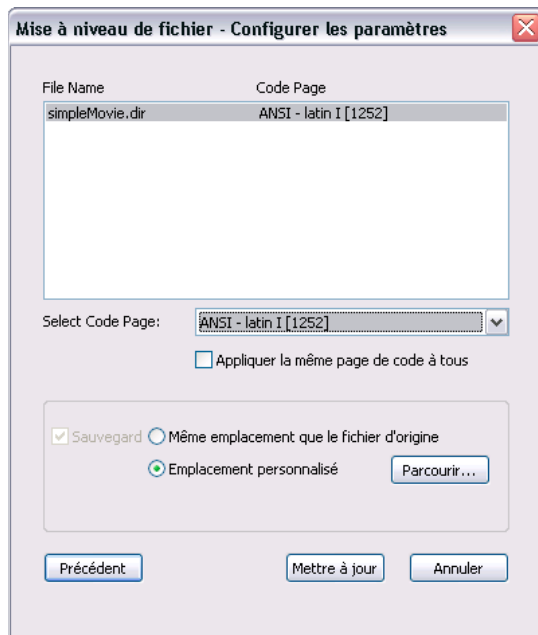 Mise à niveau de fichier - Configurer les paramètres
File Name Code Page
simpleMovie.dir ANSI - latin I [1252]
Select Code Page: ANSI - latin I [1252]
Appliquer la même page de code à tous
Sauvegard Même emplacement que le fichier d'origine
Emplacement personnalisé Parcourir...
Précédent Mettre à jour Annuler